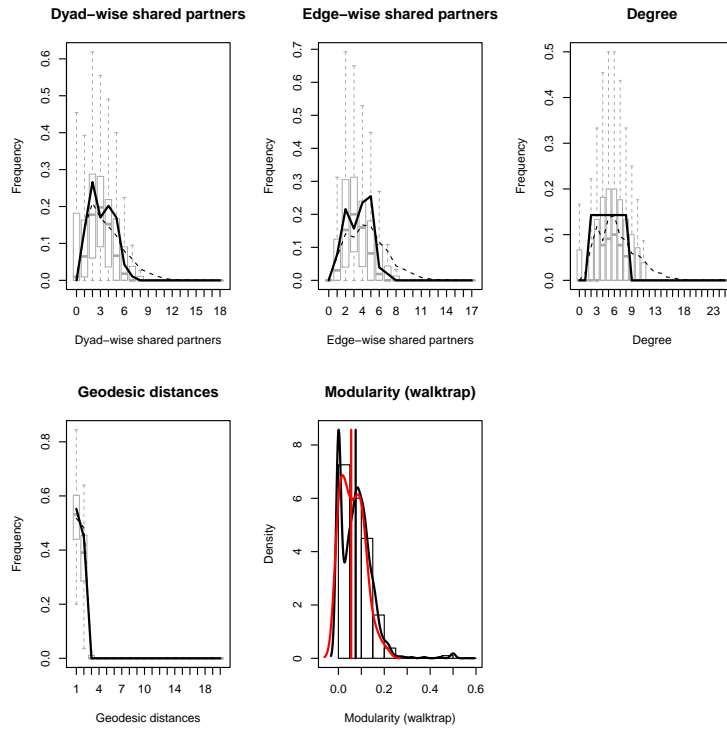 Dyad−wise shared partners
Frequency
0.0 0.1 0.2 0.3 0.4 0.5 0.6
0 3 6 9 12 15 18
Dyad−wise shared partners
Edge−wise shared partners
Frequency
0.0 0.1 0.2 0.3 0.4 0.5 0.6 0.7
0 2 4 6 8 11 14 17
Edge−wise shared partners
Degree
Frequency
0.0 0.1 0.2 0.3 0.4 0.5
0 3 6 9 13 18 23
Degree
Geodesic distances
Frequency
0.0 0.2 0.4 0.6 0.8
1 4 7 10 14 18
Geodesic distances
Modularity (walktrap)
Density
0 2 4 6 8
0.0 0.2 0.4 0.6
Modularity (walktrap)